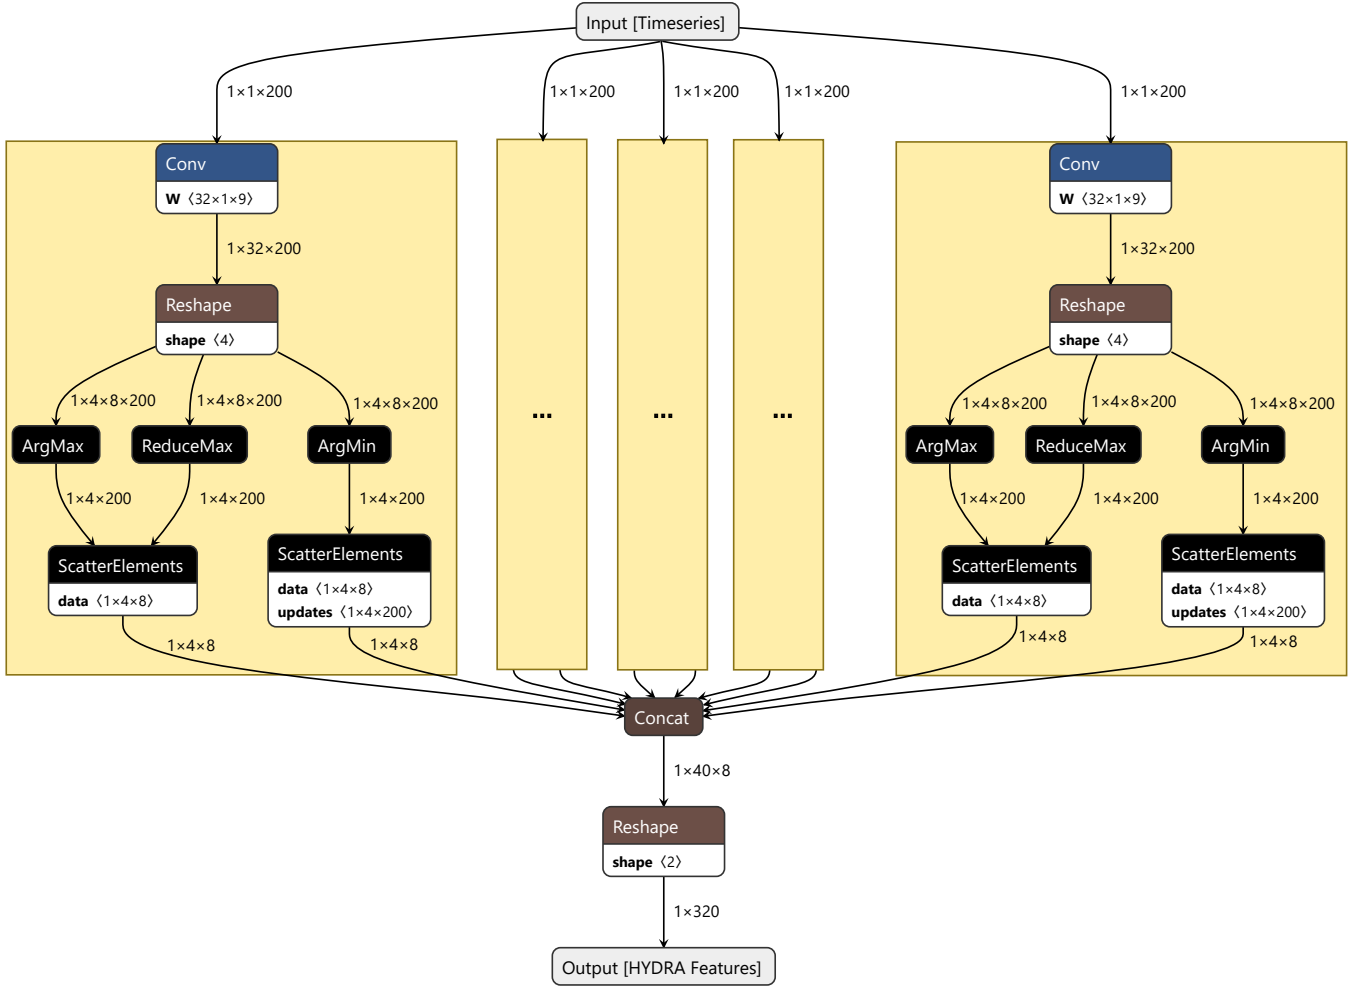 Input [Timeseries]
1×1×200
1×1×200
1×1×200
1×1×200
1×1×200
Conv
W ⟨32×1×9⟩
1×32×200
Reshape
shape ⟨4⟩
1×4×8×200
1×4×8×200
1×4×8×200
ArgMax
ReduceMax
ArgMin
1×4×200
1×4×200
1×4×200
ScatterElements
data ⟨1×4×8⟩
ScatterElements
data ⟨1×4×8⟩
updates ⟨1×4×200⟩
1×4×8
1×4×8
...
...
...
Conv
W ⟨32×1×9⟩
1×32×200
Reshape
shape ⟨4⟩
1×4×8×200
1×4×8×200
1×4×8×200
ArgMax
ReduceMax
ArgMin
1×4×200
1×4×200
1×4×200
ScatterElements
data ⟨1×4×8⟩
ScatterElements
data ⟨1×4×8⟩
updates ⟨1×4×200⟩
1×4×8
1×4×8
Concat
1×40×8
Reshape
shape ⟨2⟩
1×320
Output [HYDRA Features]